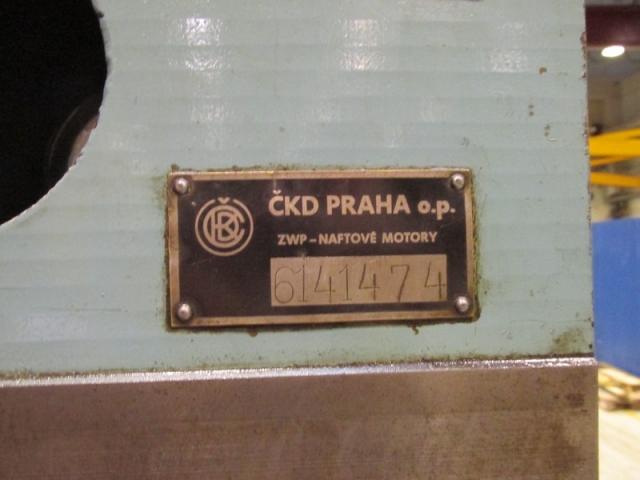 ČKD PRAHA o.p.
ZWP-NAFTOVÉ MOTORY
6141474